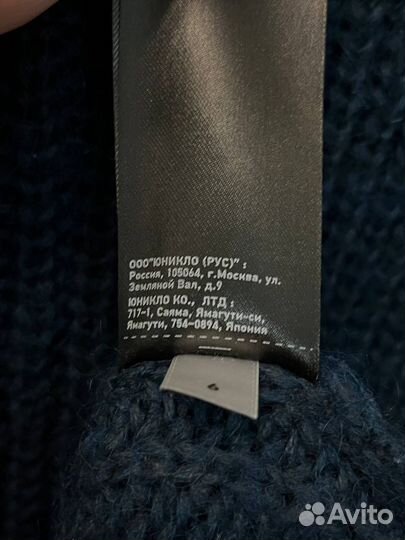 ООО"ЮНИКЛО (РУС)" :
Россия, 105064, г.Москва, ул.
Земляной Вал, д.9
ЮНИКЛО КО., ЛТД :
717-1, Саяма, Ямагути-си,
Ямагути, 754-0894, Япония
Avito